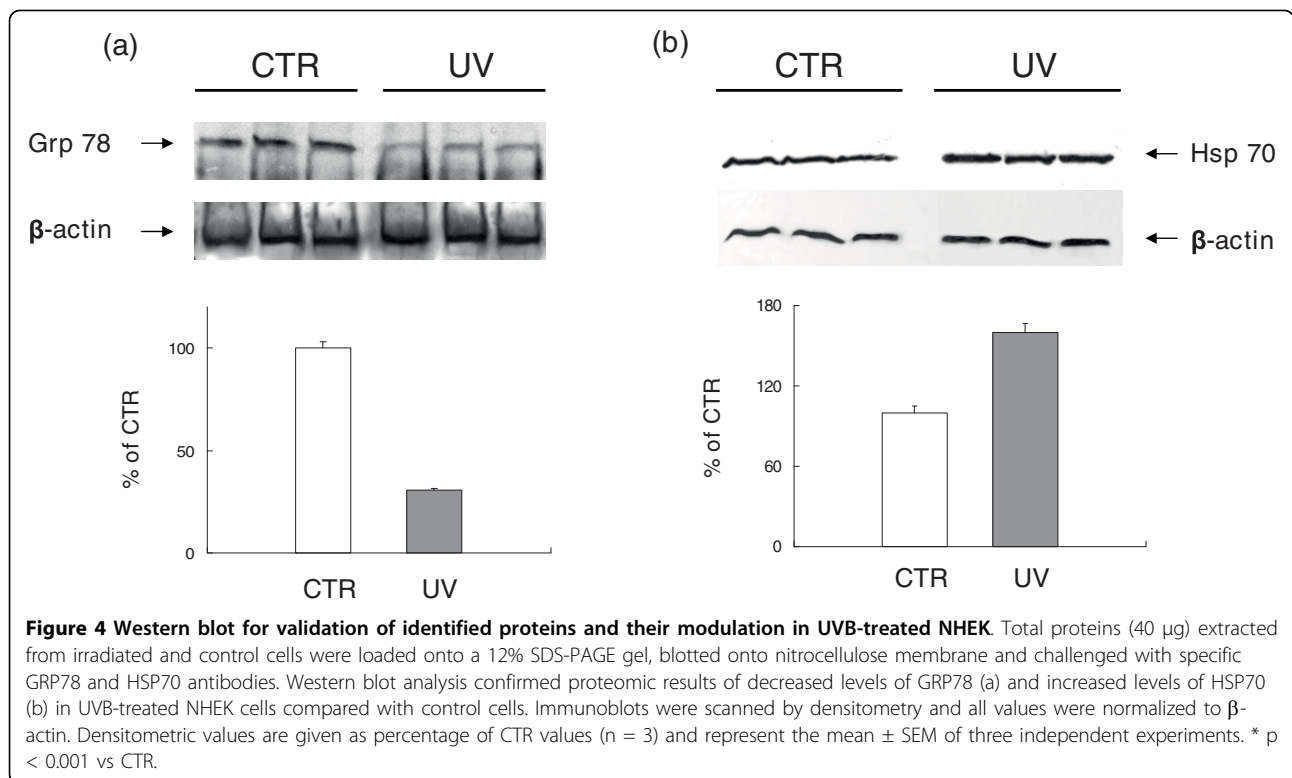 (a)
CTR UV
Grp 78
β-actin
100
50
0
% of CTR
CTR UV
(b)
CTR UV
Hsp 70
β-actin
180
120
60
0
% of CTR
CTR UV
Figure 4 Western blot for validation of identified proteins and their modulation in UVB-treated NHEK. Total proteins (40 μg) extracted
from irradiated and control cells were loaded onto a 12% SDS-PAGE gel, blotted onto nitrocellulose membrane and challenged with specific
GRP78 and HSP70 antibodies. Western blot analysis confirmed proteomic results of decreased levels of GRP78 (a) and increased levels of HSP70
(b) in UVB-treated NHEK cells compared with control cells. Immunoblots were scanned by densitometry and all values were normalized to β-
actin. Densitometric values are given as percentage of CTR values (n = 3) and represent the mean ± SEM of three independent experiments. * p
< 0.001 vs CTR.